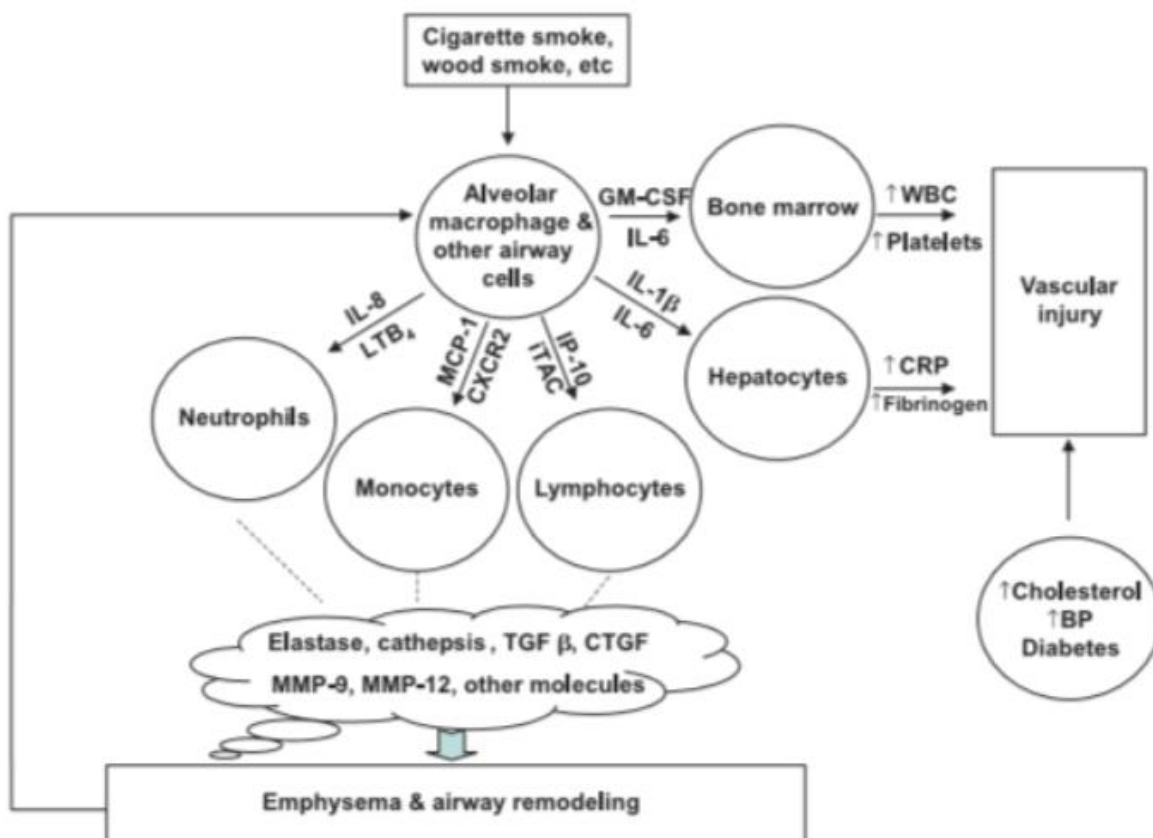 Cigarette smoke,
wood smoke, etc
Alveolar
macrophage &
other airway
cells
GM-CSF
IL-6
Bone marrow
↑WBC
↑Platelets
IL-1β
IL-6
Hepatocytes
↑CRP
↑Fibrinogen
Vascular
injury
IL-8
LTB₄
MCP-1
CXCR2
IP-10
iTAC
Neutrophils
Monocytes
Lymphocytes
↑Cholesterol
↑BP
Diabetes
Elastase, cathepsis, TGF β, CTGF
MMP-9, MMP-12, other molecules
Emphysema & airway remodeling